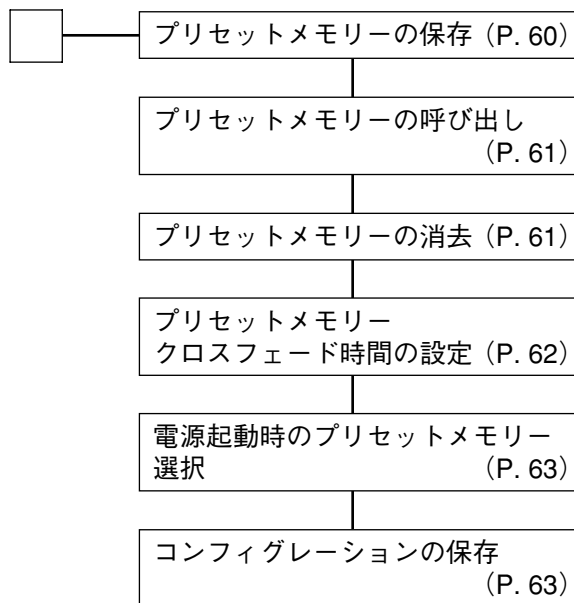 プリセットメモリーの保存（P. 60）
プリセットメモリーの呼び出し
（P. 61）
プリセットメモリーの消去（P. 61）
プリセットメモリー
クロスフェード時間の設定（P. 62）
電源起動時のプリセットメモリー
選択（P. 63）
コンフィグレーションの保存
（P. 63）